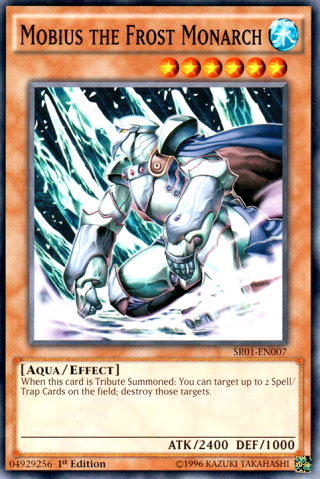 MOBIUS THE FROST MONARCH 水
SR01-EN007
[AQUA/EFFECT]
When this card is Tribute Summoned: You can target up to 2 Spell/
Trap Cards on the field; destroy those targets.
ATK/2400 DEF/1000
04929256 1st Edition ©1996 KAZUKI TAKAHASHI